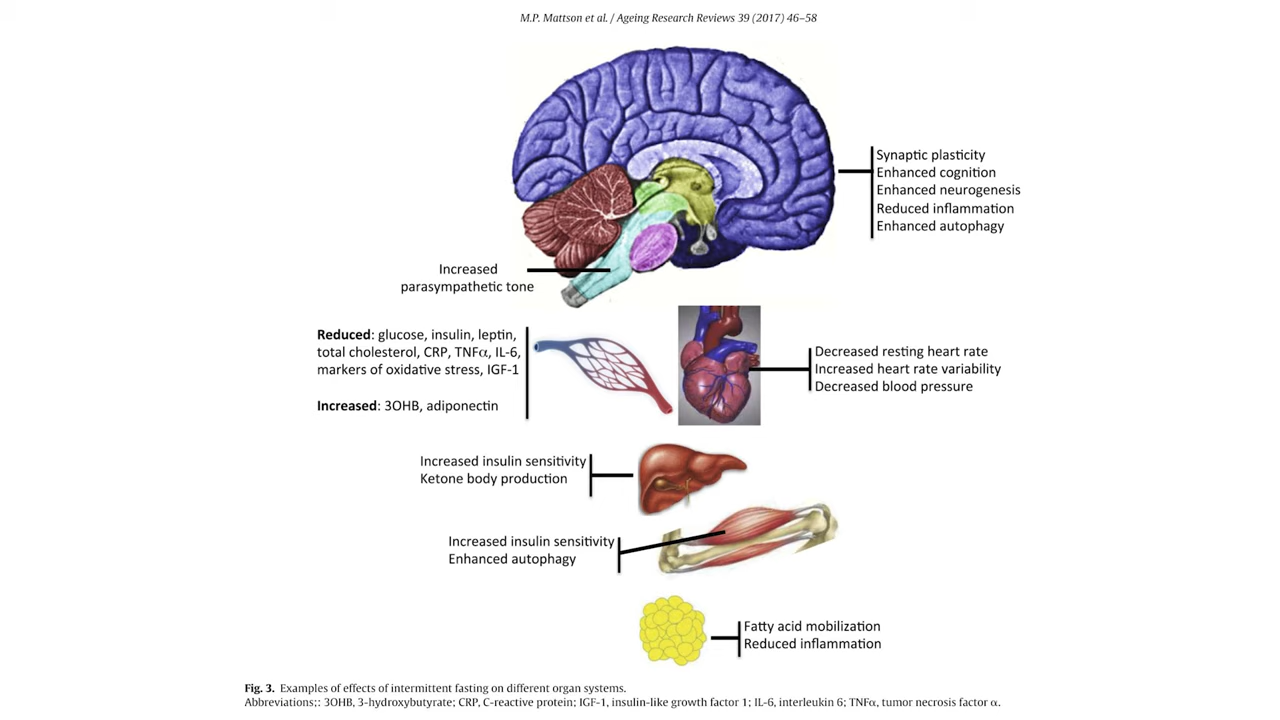 M.P. Mattson et al. / Ageing Research Reviews 39 (2017) 46–58
Synaptic plasticity
Enhanced cognition
Enhanced neurogenesis
Reduced inflammation
Enhanced autophagy
Increased
parasympathetic tone
Reduced: glucose, insulin, leptin,
total cholesterol, CRP, TNFα, IL-6,
markers of oxidative stress, IGF-1
Increased: 3OHB, adiponectin
Decreased resting heart rate
Increased heart rate variability
Decreased blood pressure
Increased insulin sensitivity
Ketone body production
Increased insulin sensitivity
Enhanced autophagy
Fatty acid mobilization
Reduced inflammation
Fig. 3. Examples of effects of intermittent fasting on different organ systems.
Abbreviations;: 3OHB, 3-hydroxybutyrate; CRP, C-reactive protein; IGF-1, insulin-like growth factor 1; IL-6, interleukin 6; TNFα, tumor necrosis factor α.